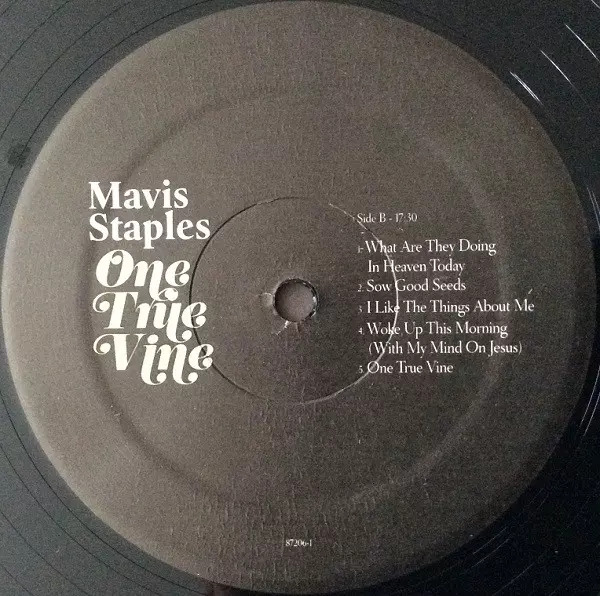 Mavis
Staples
One
True
Vine
Side B - 17:30
1. What Are They Doing
In Heaven Today
2. Sow Good Seeds
3 I Like The Things About Me
4. Woke Up This Morning
(With My Mind On Jesus)
5 One True Vine
87206-1